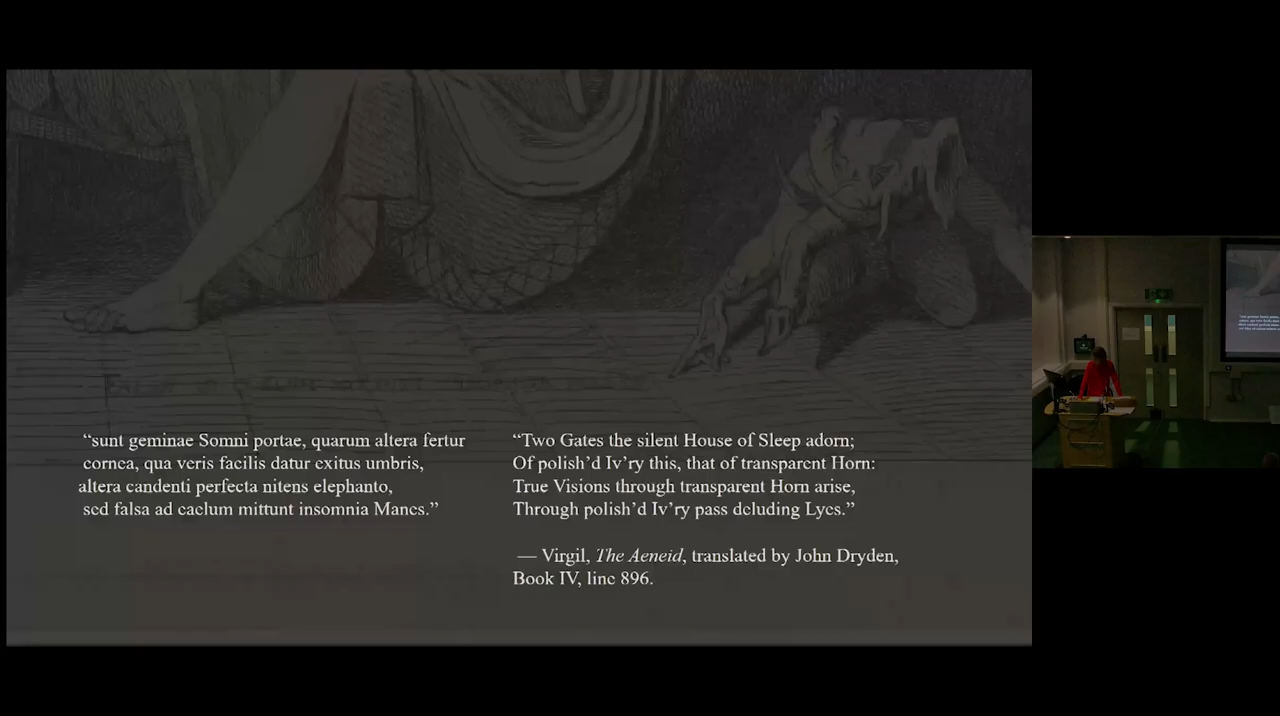 “sunt geminae Somni portae, quarum altera fertur
cornea, qua veris facilis datur exitus umbris,
altera candenti perfecta nitens elephanto,
sed falsa ad caelum mittunt insomnia Manes.”
“Two Gates the silent House of Sleep adorn;
Of polish’d Iv’ry this, that of transparent Horn:
True Visions through transparent Horn arise,
Through polish’d Iv’ry pass deluding Lyes.”
— Virgil, The Aeneid, translated by John Dryden,
Book IV, line 896.